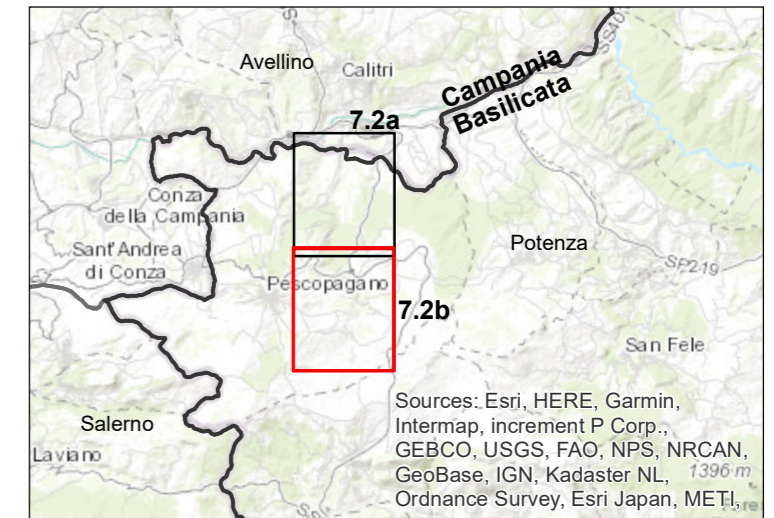 Avellino
Calitri
SS40
Campania
Basilicata
7.2a
Conza
della Campania
Sant'Andrea
di Conza
Potenza
SP219
Pescopagano
7.2b
San Fele
Salerno
Laviano
Sources: Esri, HERE, Garmin,
Intermap, increment P Corp.,
GEBCO, USGS, FAO, NPS, NRCAN,
GeoBase, IGN, Kadaster NL,
1396 m
Ordnance Survey, Esri Japan, METI,